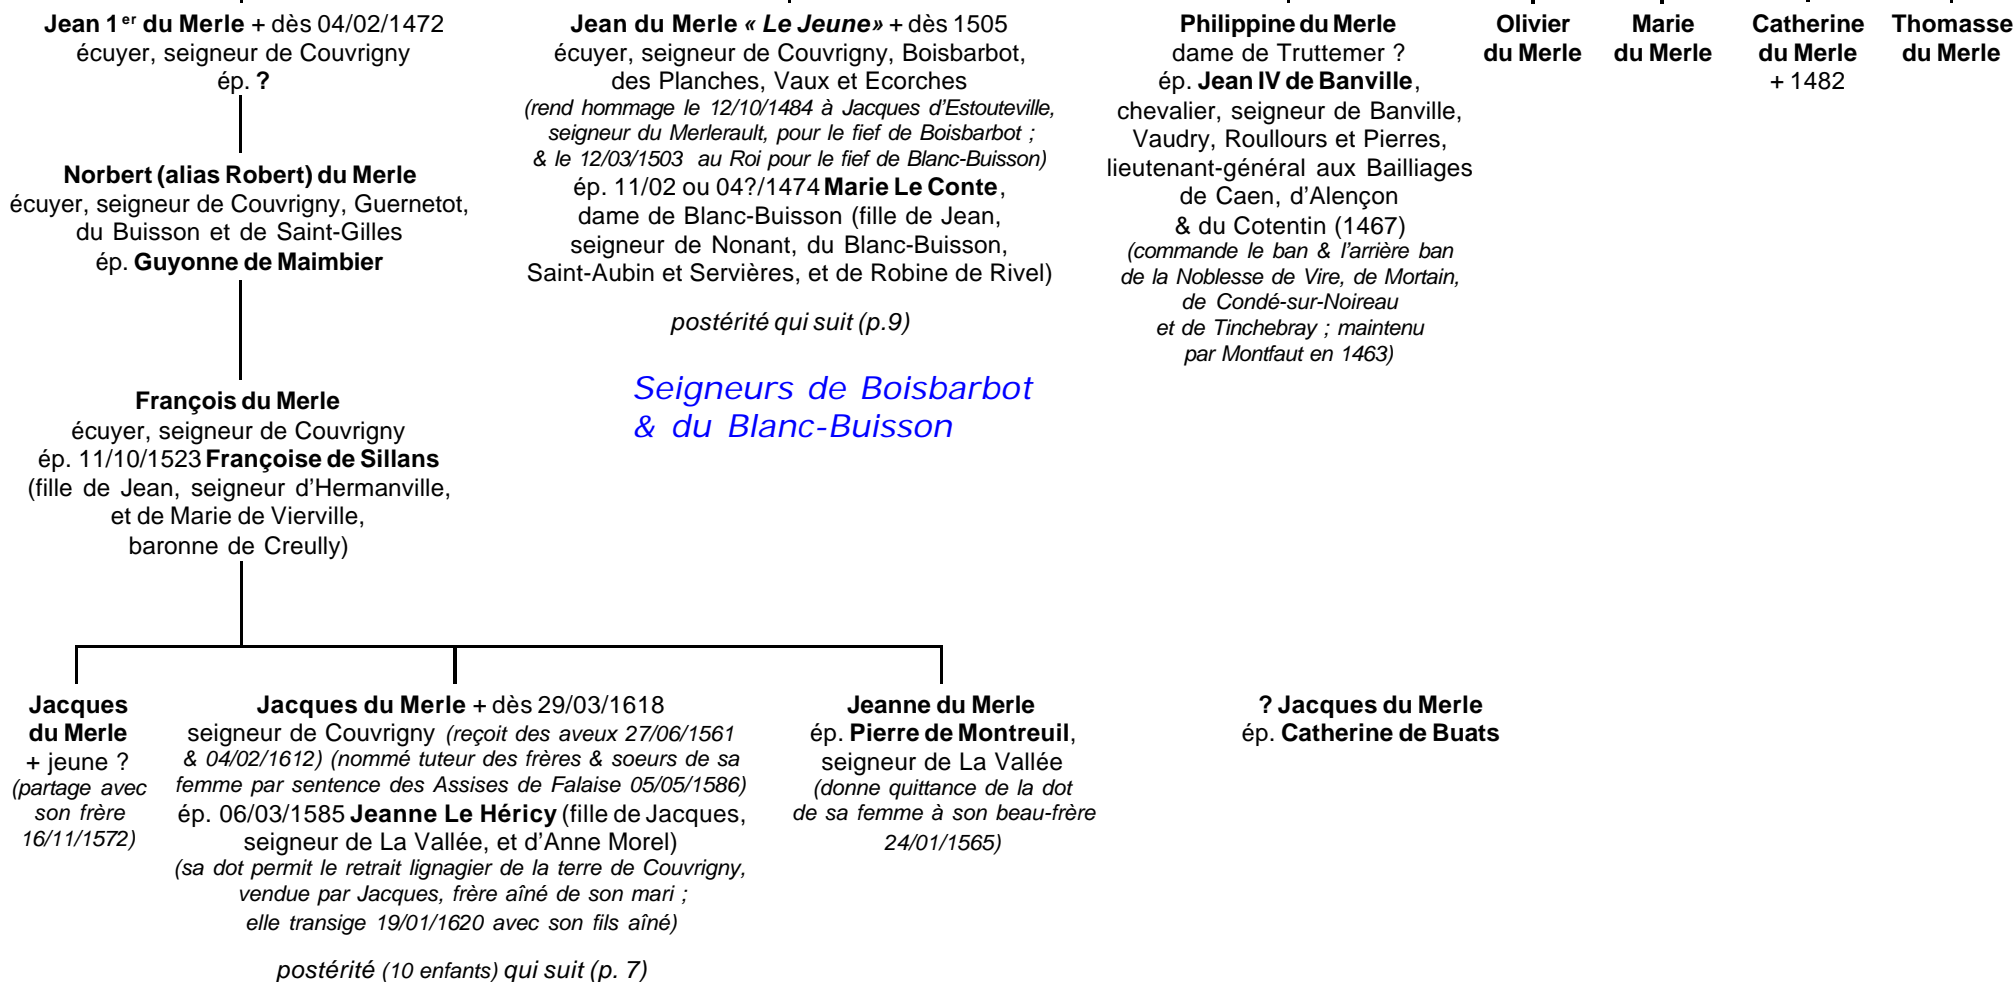 Jean 1er du Merle + dès 04/02/1472
écuyer, seigneur de Couvrigny
ép. ?
Norbert (alias Robert) du Merle
écuyer, seigneur de Couvrigny, Guernetot,
du Buisson et de Saint-Gilles
ép. Guyonne de Maimbier
François du Merle
écuyer, seigneur de Couvrigny
ép. 11/10/1523 Françoise de Sillans
(fille de Jean, seigneur d'Hermanville,
et de Marie de Vierville,
baronne de Creully)
Jean du Merle « Le Jeune» + dès 1505
écuyer, seigneur de Couvrigny, Boisbarbot,
des Planches, Vaux et Ecorches
(rend hommage le 12/10/1484 à Jacques d'Estouteville,
seigneur du Merlerault, pour le fief de Boisbarbot ;
& le 12/03/1503 au Roi pour le fief de Blanc-Buisson)
ép. 11/02 ou 04?/1474 Marie Le Conte,
dame de Blanc-Buisson (fille de Jean,
seigneur de Nonant, du Blanc-Buisson,
Saint-Aubin et Servières, et de Robine de Rivel)
postérité qui suit (p.9)
Seigneurs de Boisbarbot
& du Blanc-Buisson
Philippine du Merle
dame de Truttemer ?
ép. Jean IV de Banville,
chevalier, seigneur de Banville,
Vaudry, Roullours et Pierres,
lieutenant-général aux Bailliages
de Caen, d'Alençon
& du Cotentin (1467)
(commande le ban & l'arrière ban
de la Noblesse de Vire, de Mortain,
de Condé-sur-Noireau
et de Tinchebray ; maintenu
par Montfaut en 1463)
Olivier
du Merle
Marie
du Merle
Catherine
du Merle
+ 1482
Thomasse
du Merle
Jacques
du Merle
+ jeune ?
(partage avec
son frère
16/11/1572)
Jacques du Merle + dès 29/03/1618
seigneur de Couvrigny (reçoit des aveux 27/06/1561
& 04/02/1612) (nommé tuteur des frères & soeurs de sa
femme par sentence des Assises de Falaise 05/05/1586)
ép. 06/03/1585 Jeanne Le Héricy (fille de Jacques,
seigneur de La Vallée, et d'Anne Morel)
(sa dot permit le retrait lignagier de la terre de Couvrigny,
vendue par Jacques, frère aîné de son mari ;
elle transige 19/01/1620 avec son fils aîné)
postérité (10 enfants) qui suit (p. 7)
Jeanne du Merle
ép. Pierre de Montreuil,
seigneur de La Vallée
(donne quittance de la dot
de sa femme à son beau-frère
24/01/1565)
? Jacques du Merle
ép. Catherine de Buats